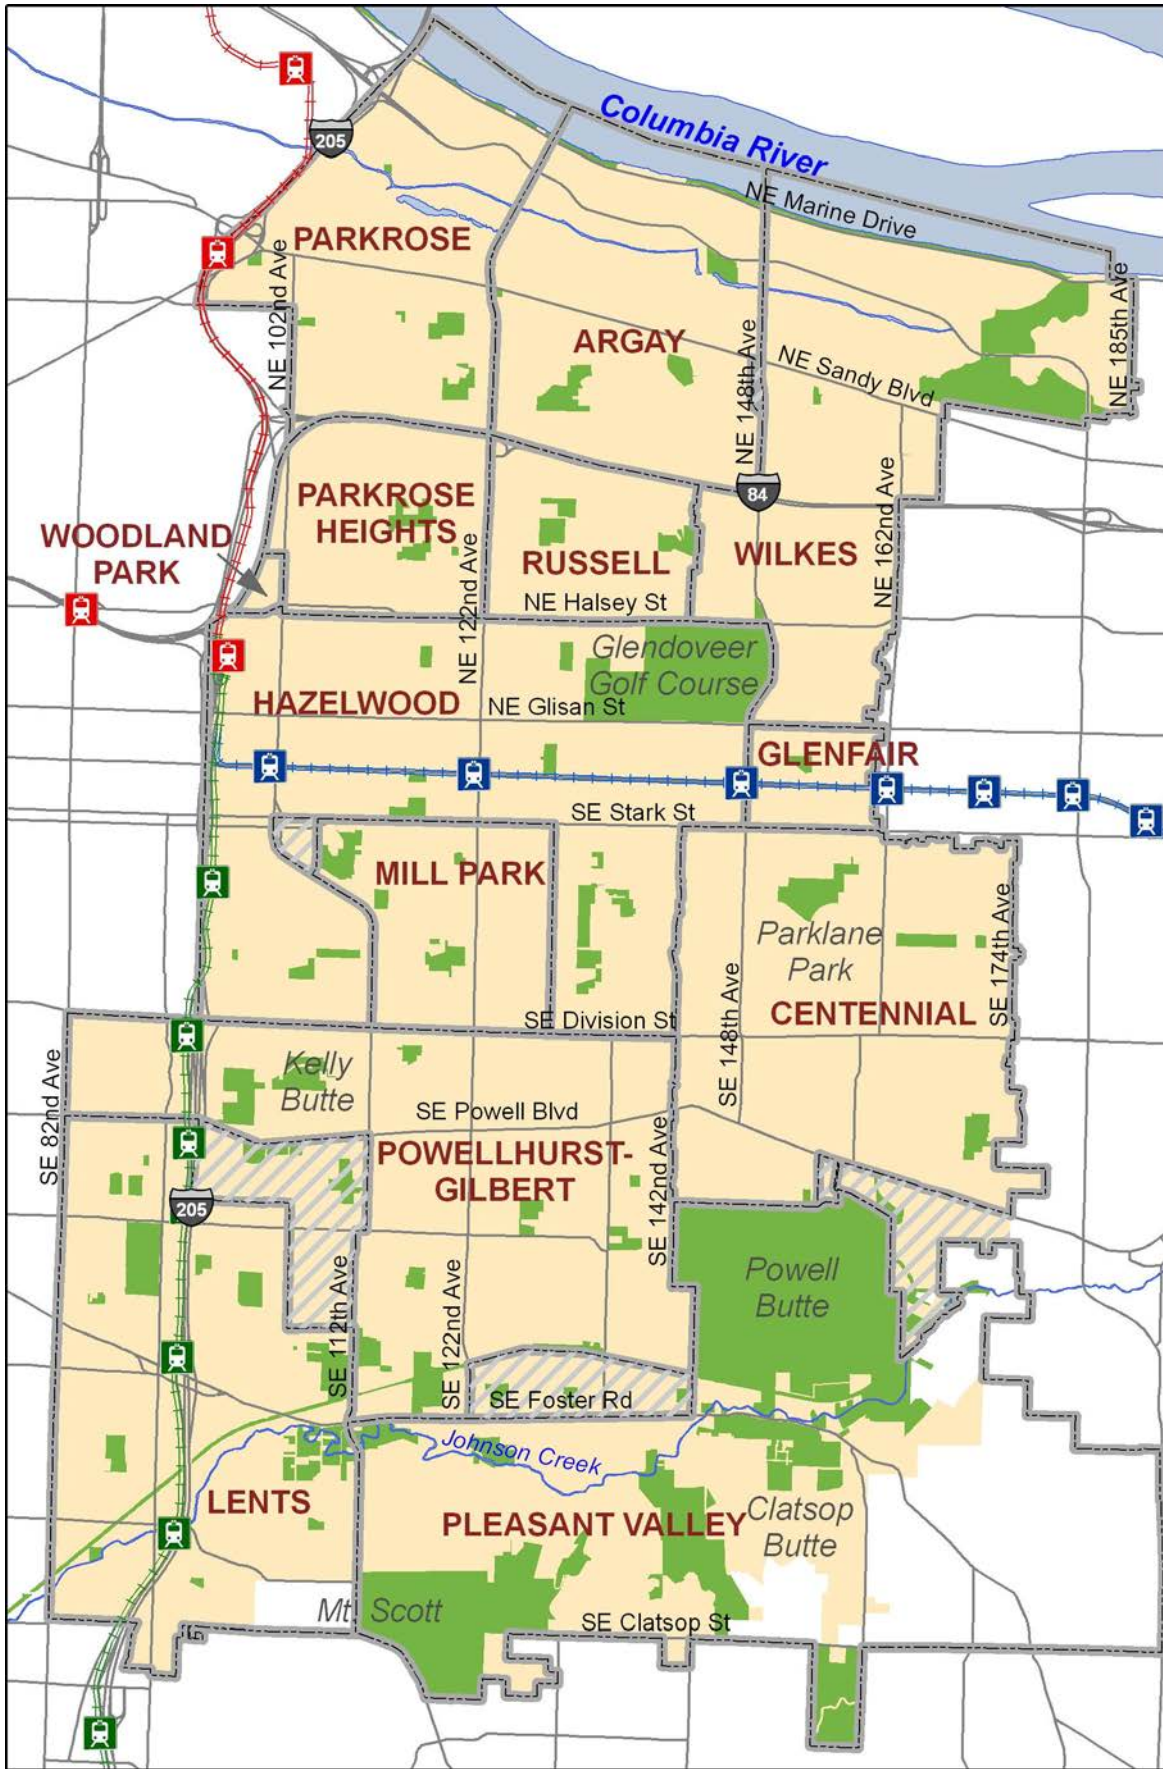 Columbia River
205
NE Marine Drive
PARKROSE
NE 102nd Ave
NE 185th Ave
ARGAY
NE 148th Ave
NE Sandy Blvd
PARKROSE
HEIGHTS
84
NE 162nd Ave
WOODLAND
PARK
NE 122nd Ave
RUSSELL
WILKES
NE Halsey St
Glendoveer
Golf Course
HAZELWOOD
NE Glisan St
GLENFAIR
SE Stark St
MILL PARK
Parklane
Park
SE 174th Ave
CENTENNIAL
SE Division St
SE 148th Ave
Kelly
Butte
SE 82nd Ave
SE Powell Blvd
POWELLHURST-
GILBERT
SE 142nd Ave
205
Powell
Butte
SE 112th Ave
SE 122nd Ave
SE Foster Rd
Johnson Creek
LENTS
PLEASANT VALLEY
Clatsop
Butte
Mt. Scott
SE Clatsop St